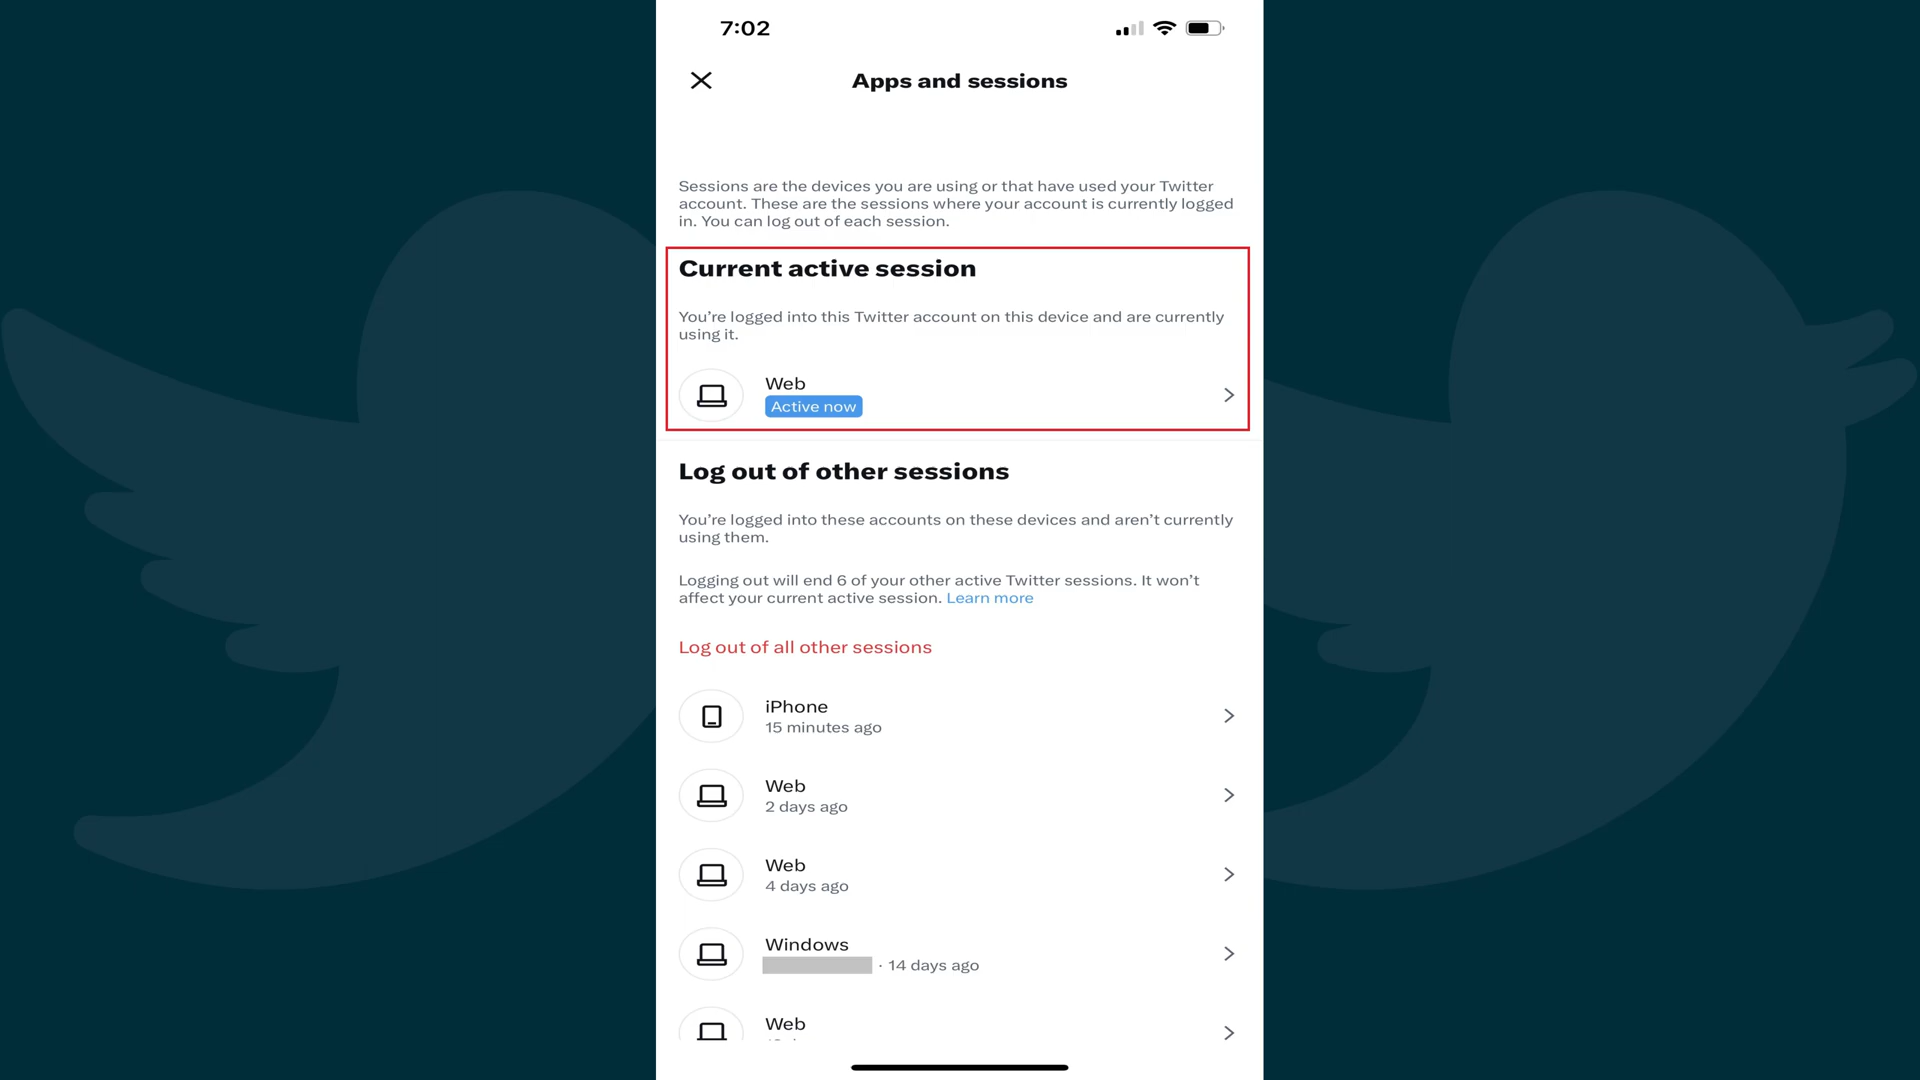 7:02
Apps and sessions
Sessions are the devices you are using or that have used your Twitter
account. These are the sessions where your account is currently logged
in. You can log out of each session.
Current active session
You’re logged into this Twitter account on this device and are currently
using it.
Web
Active now
Log out of other sessions
You’re logged into these accounts on these devices and aren’t currently
using them.
Logging out will end 6 of your other active Twitter sessions. It won’t
affect your current active session. Learn more
Log out of all other sessions
iPhone
15 minutes ago
Web
2 days ago
Web
4 days ago
Windows
· 14 days ago
Web